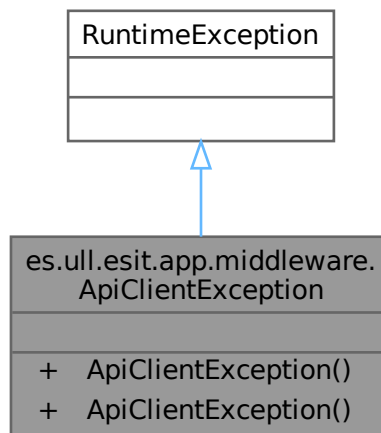 RuntimeException
es.ull.esit.app.middleware.
ApiClientException
+ ApiClientException()
+ ApiClientException()